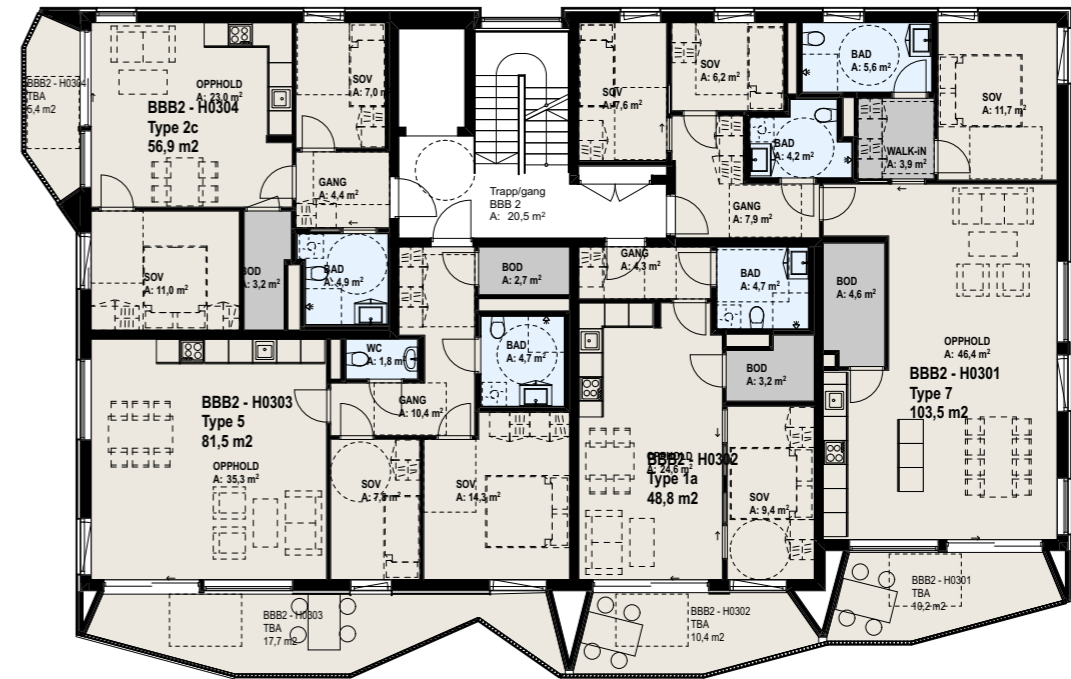 BBB2 - H0304
TBA
5,4 m2
OPPHOLD
A: 23,0 m²
BBB2 - H0304
Type 2c
56,9 m2
SOV
A: 7,0
GANG
A: 4,4 m²
SOV
A: 11,0 m²
BOD
A: 3,2 m²
BAD
A: 4,9 m²
Trapp/gang
BBB 2
A: 20,5 m²
SOV
A: 7,6 m²
SOV
A: 6,2 m²
BAD
A: 5,6 m²
BAD
A: 4,2 m²
WALK-iN
A: 3,9 m²
SOV
A: 11,7 m²
GANG
A: 7,9 m²
BOD
A: 4,6 m²
OPPHOLD
A: 46,4 m²
BBB2 - H0301
Type 7
103,5 m2
BOD
A: 2,7 m²
BAD
A: 4,7 m²
GANG
A: 4,3 m²
BAD
A: 4,7 m²
BOD
A: 3,2 m²
WC
A: 1,8 m²
GANG
A: 10,4 m²
BBB2 - H0303
Type 5
81,5 m2
OPPHOLD
A: 35,3 m²
SOV
SOV
A: 14,3 m²
OPPHOLD
A: 24,6 m²
BBB2 - H0302
Type 1a
48,8 m2
SOV
A: 9,4 m²
BBB2 - H0303
TBA
17,7 m2
BBB2 - H0302
TBA
10,4 m2
BBB2 - H0301
TBA
10,2 m2